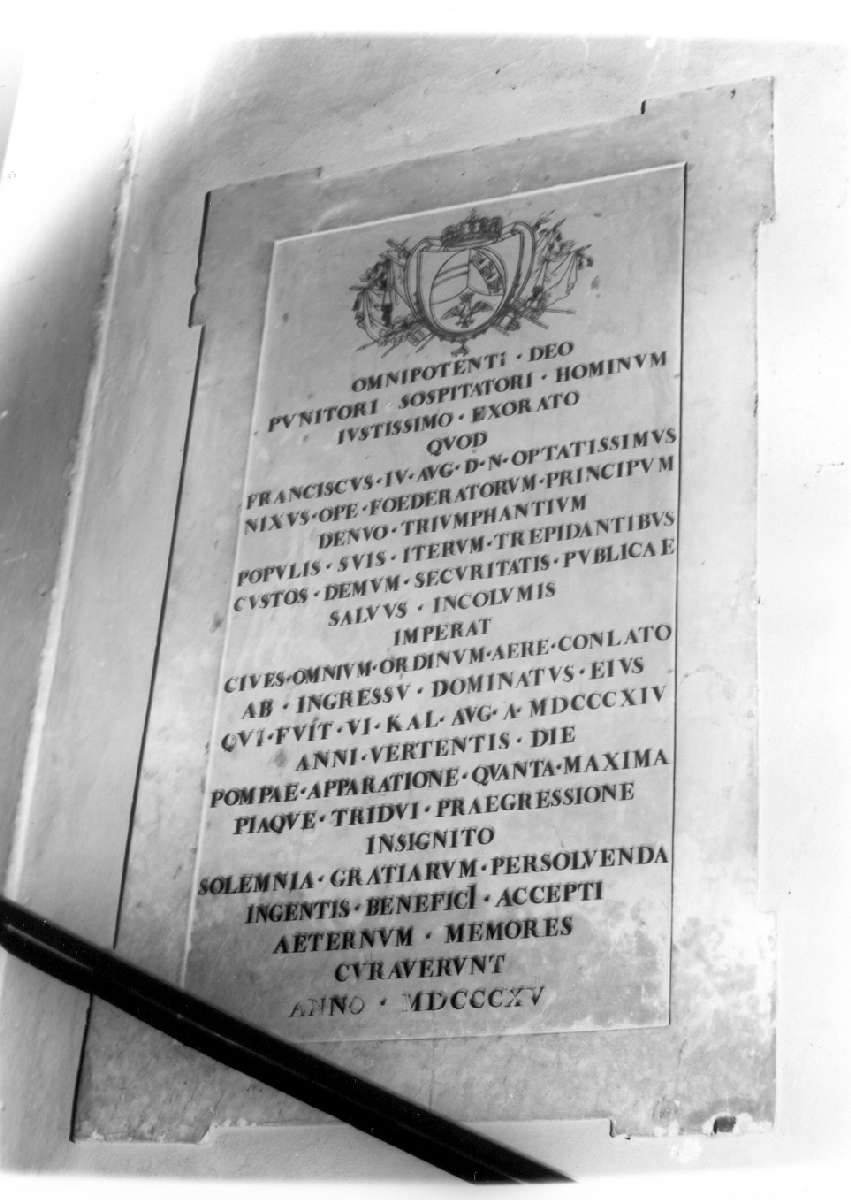 OMNIPOTENTI · DEO
PVNITORI SOSPITATORI · HOMINVM
IVSTISSIMO · EXORATO
QVOD
FRANCISCVS · IV · AVG · D · N · OPTATISSIMVS
NIXVS · OPE · FOEDERATORVM · PRINCIPVM
DENVO · TRIVMPHANTIVM
POPVLIS · SVIS · ITERVM · TREPIDANTIBVS
CVSTOS · DEMVM · SECVRITATIS · PVBLICAE
SALVVS · INCOLVMIS
IMPERAT
CIVES · OMNIVM · ORDINVM · AERE · CONLATO
AB · INGRESSV · DOMINATVS · EIVS
QVI · FVIT · VI · KAL · AVG · A · MDCCCXIV
ANNI · VERTENTIS · DIE
POMPAE · APPARATIONE · QVANTA · MAXIMA
PIAQVE · TRIDVI · PRAEGRESSIONE
INSIGNITO
SOLEMNIA · GRATIARVM · PERSOLVENDA
INGENTIS · BENEFICI · ACCEPTI
AETERNVM · MEMORES
CVRAVERVNT
ANNO · MDCCCXV